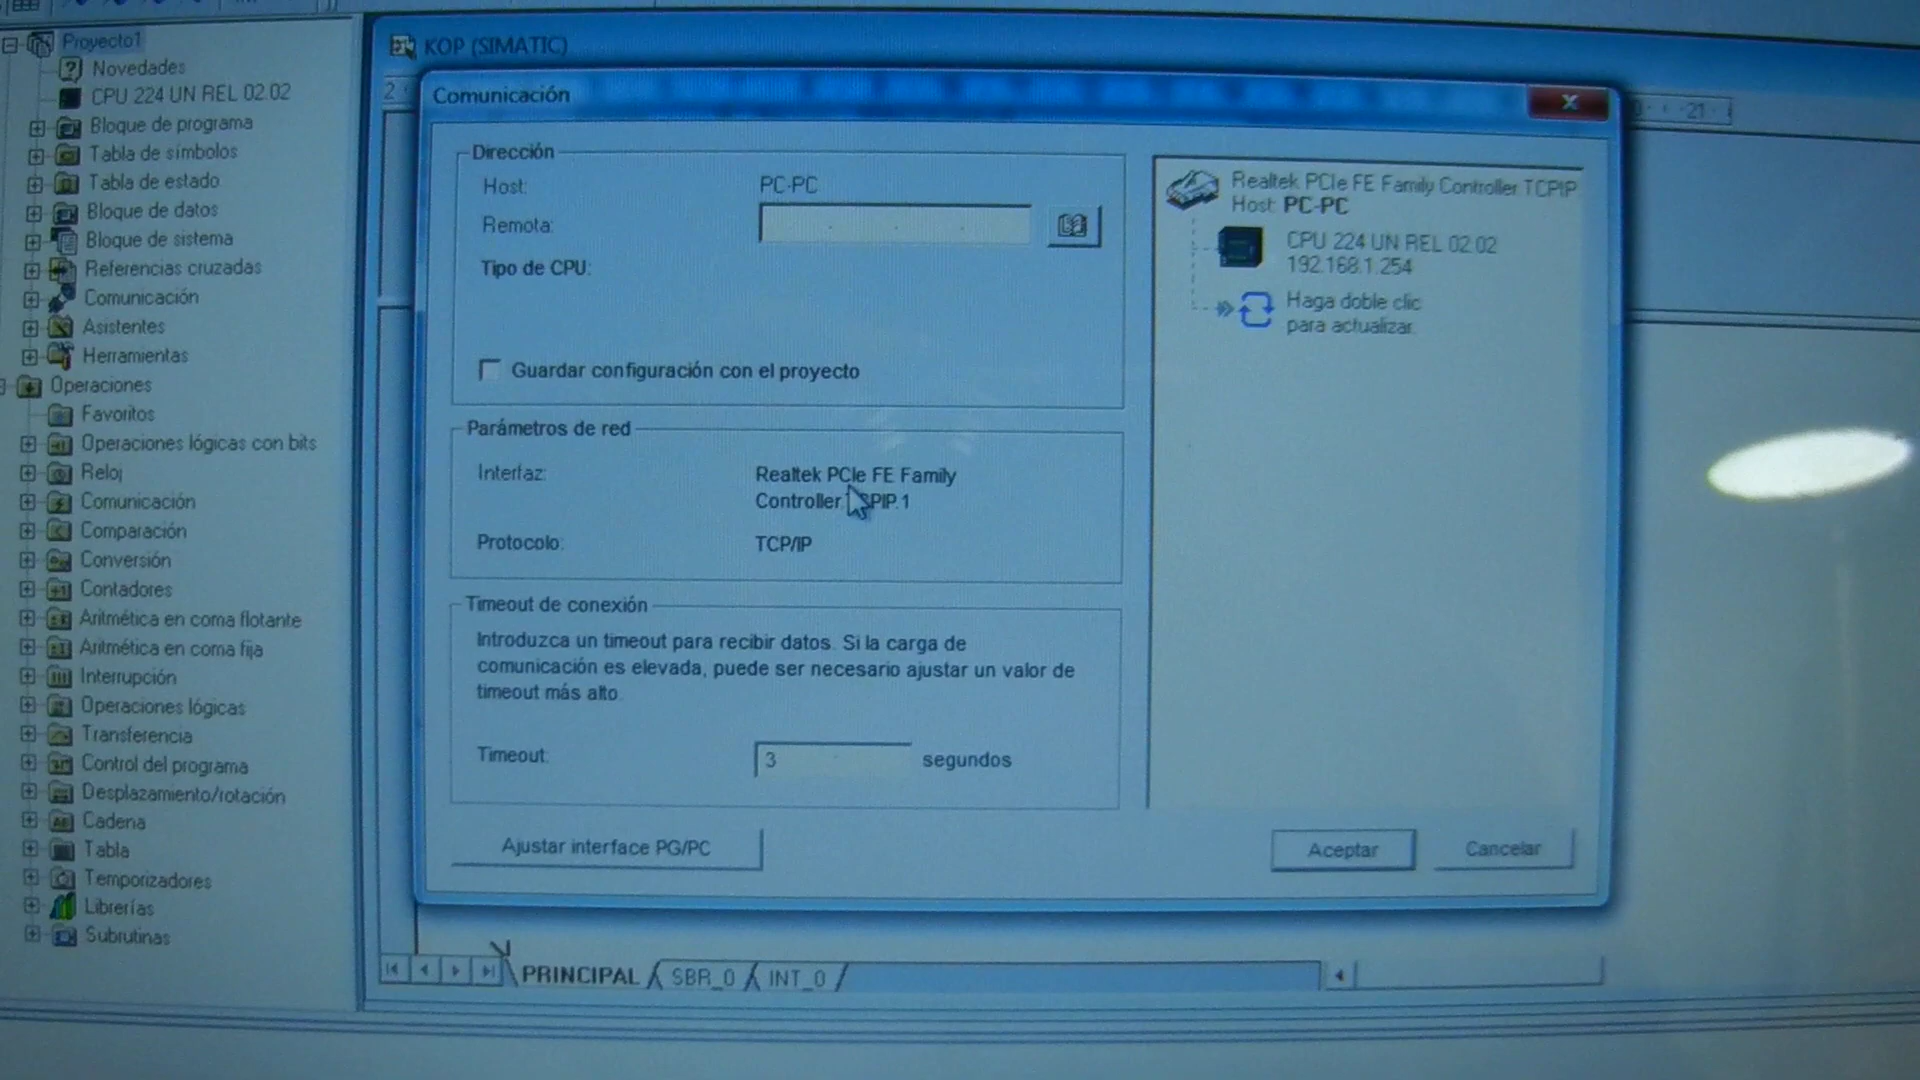 Proyecto1
Novedades
CPU 224 UN REL 02.02
Bloque de programa
Tabla de símbolos
Tabla de estado
Bloque de datos
Bloque de sistema
Referencias cruzadas
Comunicación
Asistentes
Herramientas
Operaciones
Favoritos
Operaciones lógicas con bits
Reloj
Comunicación
Comparación
Conversión
Contadores
Aritmética en coma flotante
Aritmética en coma fija
Interrupción
Operaciones lógicas
Transferencia
Control del programa
Desplazamiento/rotación
Cadena
Tabla
Temporizadores
Librerías
Subrutinas
KOP (SIMATIC)
2
21
Comunicación
Dirección
Host: PC-PC
Remota:
Tipo de CPU:
Guardar configuración con el proyecto
Parámetros de red
Interfaz: Realtek PCIe FE Family
Controller
Protocolo: TCP/IP
Timeout de conexión
Introduzca un timeout para recibir datos. Si la carga de
comunicación es elevada, puede ser necesario ajustar un valor de
timeout más alto.
Timeout: 3 segundos
Ajustar interface PG/PC
Realtek PCIe FE Family Controller TCPIP
Host: PC-PC
CPU 224 UN REL 02.02
192.168.1.254
Haga doble clic
para actualizar.
Aceptar Cancelar
PRINCIPAL SBR_0 INT_0